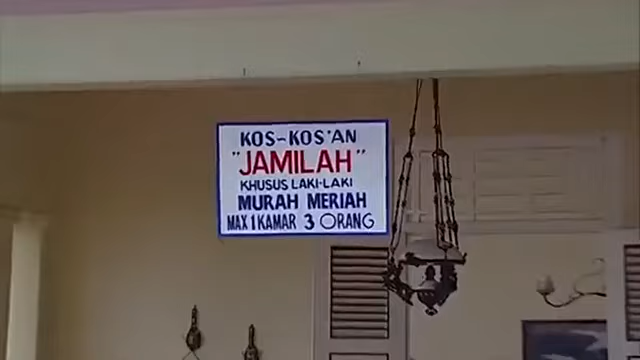 KOS-KOS'AN
"JAMILAH"
KHUSUS LAKI-LAKI
MURAH MERIAH
MAX 1 KAMAR 3 ORANG